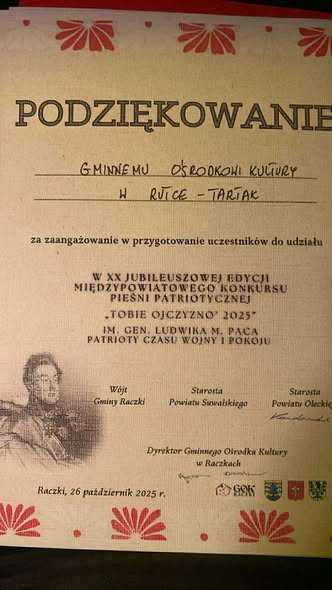 PODZIĘKOWANIE
GMINNEMU OŚRODKOWI KULTURY
W RUTCE - TARTAK
za zaangażowanie w przygotowanie uczestników do udziału
W XX JUBILEUSZOWEJ EDYCJI
MIĘDZYPOWIATOWEGO KONKURSU
PIEŚNI PATRIOTYCZNEJ
„TOBIE OJCZYZNO" 2025"
IM. GEN. LUDWIKA M. PACA
PATRIOTY CZASU WOJNY I POKOJU
Wójt Starosta Starosta
Gminy Raczki Powiatu Suwalskiego Powiatu Oleckie
Dyrektor Gminnego Ośrodka Kultury
w Raczkach
Raczki, 26 październik 2025 r. GOK